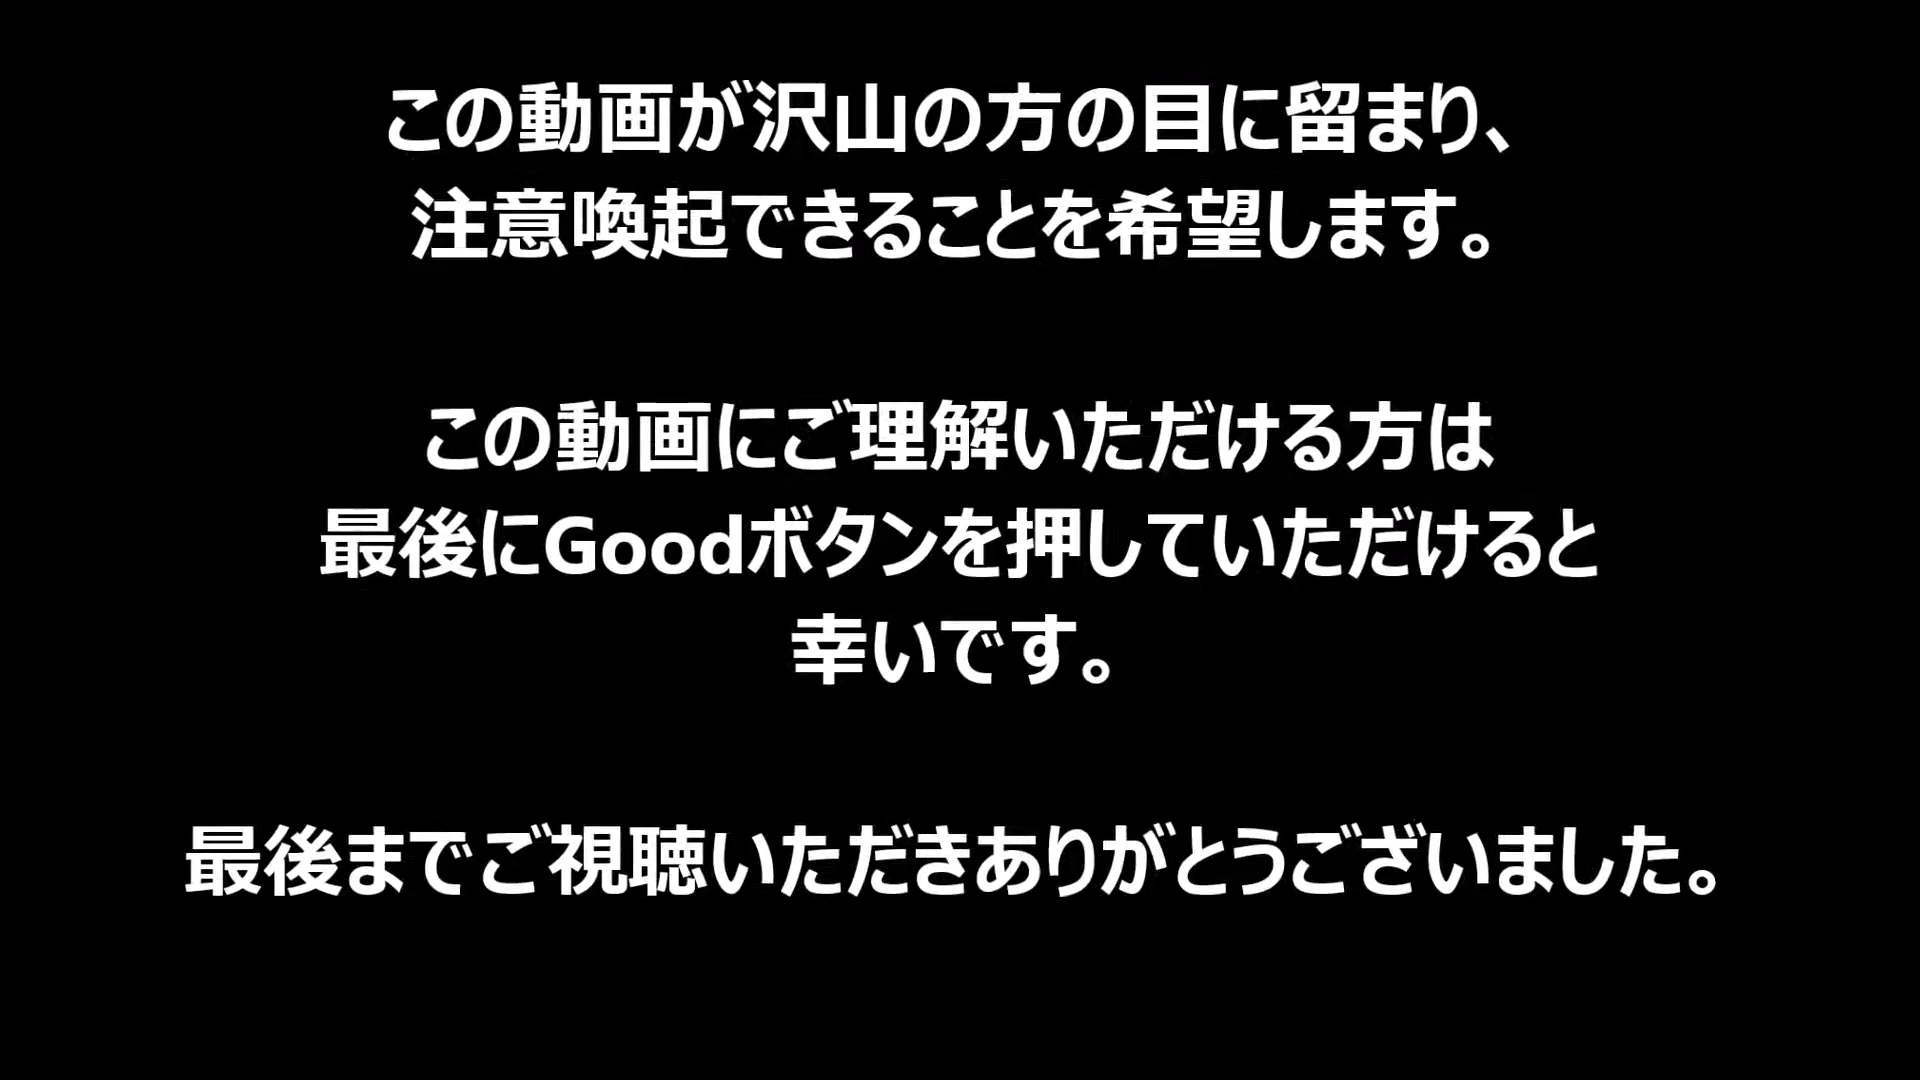 この動画が沢山の方の目に留まり、
注意喚起できることを希望します。
この動画にご理解いただける方は
最後にGoodボタンを押していただけると
幸いです。
最後までご視聴いただきありがとうございました。